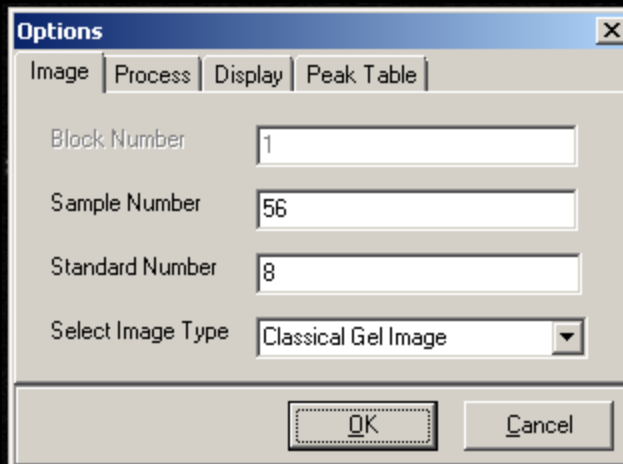 Options
Image Process Display Peak Table
Block Number 1
Sample Number 56
Standard Number 8
Select Image Type Classical Gel Image
OK Cancel